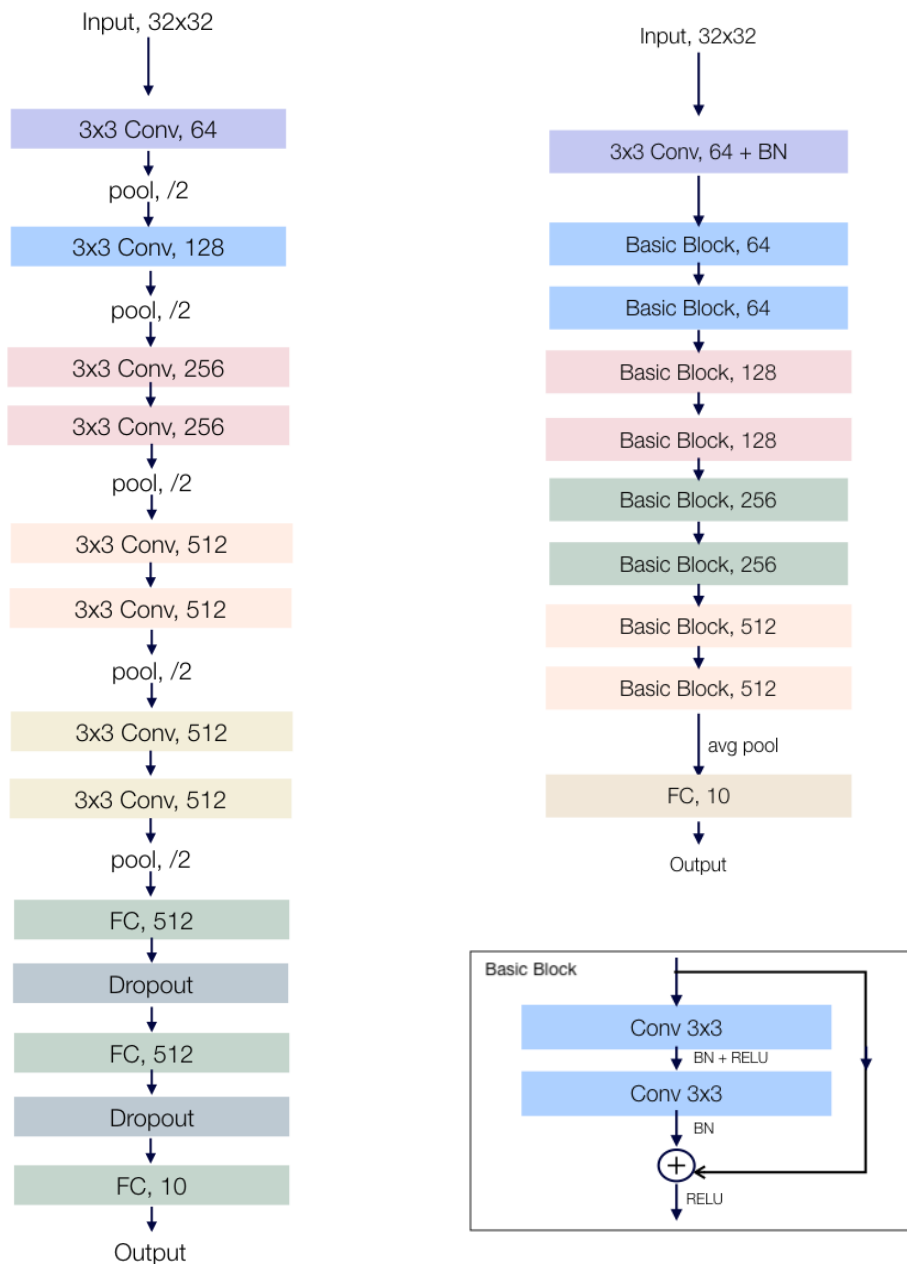 Input, 32x32
3x3 Conv, 64
pool, /2
3x3 Conv, 128
pool, /2
3x3 Conv, 256
3x3 Conv, 256
pool, /2
3x3 Conv, 512
3x3 Conv, 512
pool, /2
3x3 Conv, 512
3x3 Conv, 512
pool, /2
FC, 512
Dropout
FC, 512
Dropout
FC, 10
Output
Input, 32x32
3x3 Conv, 64 + BN
Basic Block, 64
Basic Block, 64
Basic Block, 128
Basic Block, 128
Basic Block, 256
Basic Block, 256
Basic Block, 512
Basic Block, 512
avg pool
FC, 10
Output
Basic Block
Conv 3x3
BN + RELU
Conv 3x3
BN
+
RELU